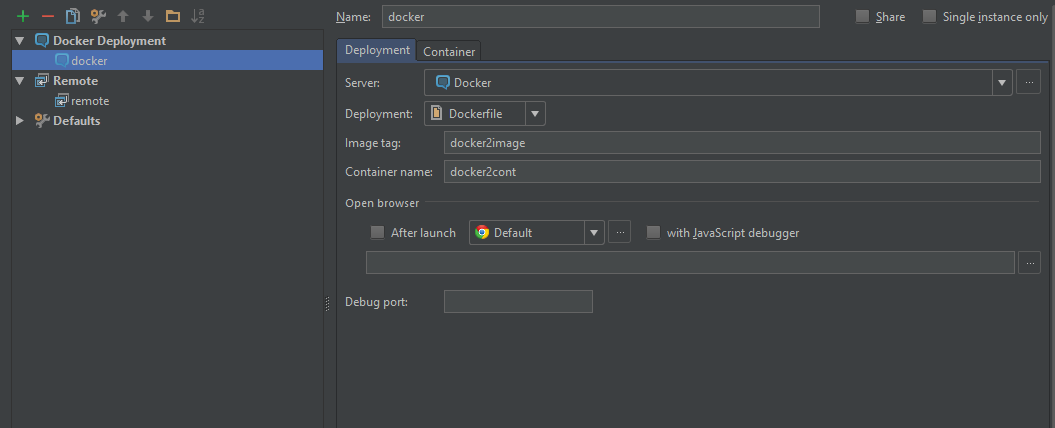 Name: docker Share Single instance only
Docker Deployment
docker
Remote
remote
Defaults
Deployment Container
Server: Docker ...
Deployment: Dockerfile
Image tag: docker2image
Container name: docker2cont
Open browser
After launch Default ... with JavaScript debugger
...
Debug port: